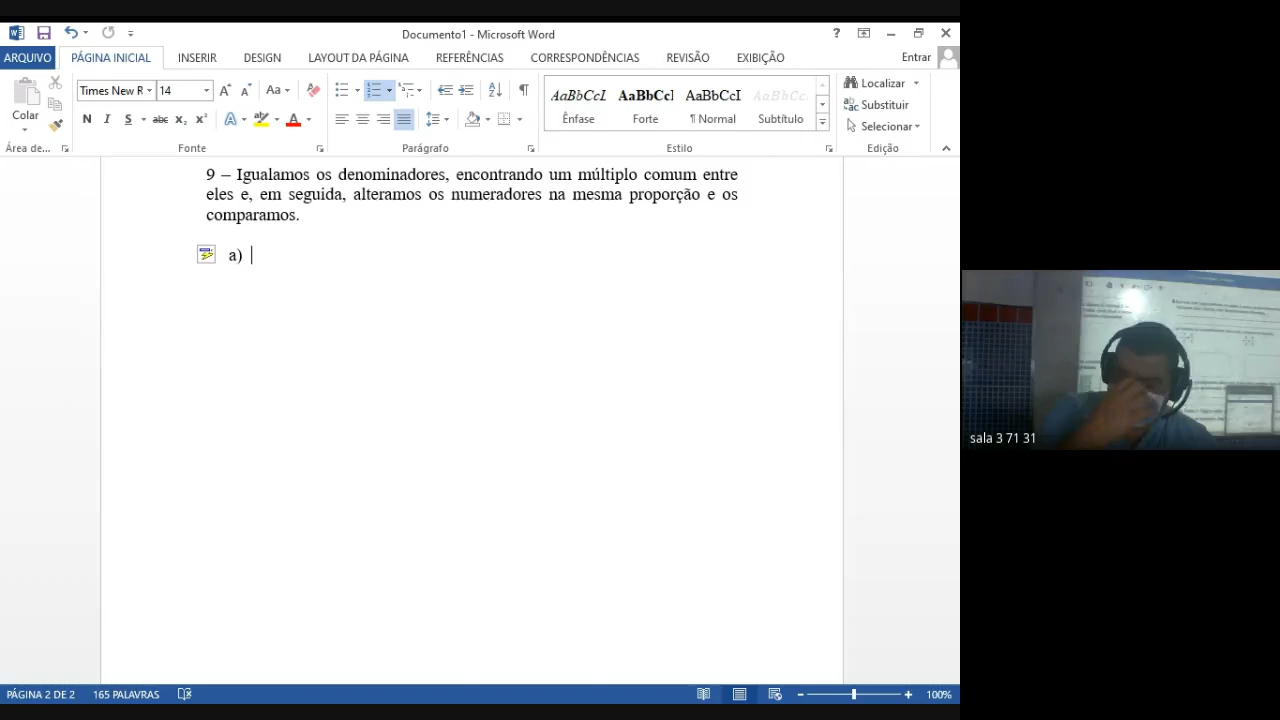 Documento1 - Microsoft Word
?
Entrar
ARQUIVO PÁGINA INICIAL INSERIR DESIGN LAYOUT DA PÁGINA REFERÊNCIAS CORRESPONDÊNCIAS REVISÃO EXIBIÇÃO
Colar
Times New R 14
Aa
AaBbCcL AaBbCcI AaBbCcI AaBbCcI
Ênfase Forte ¶ Normal Subtítulo
Localizar
Substituir
Selecionar
Área de... Fonte Parágrafo Estilo Edição
9 – Igualamos os denominadores, encontrando um múltiplo comum entre
eles e, em seguida, alteramos os numeradores na mesma proporção e os
comparamos.
a)
sala 3 71 31
PÁGINA 2 DE 2 165 PALAVRAS 100%